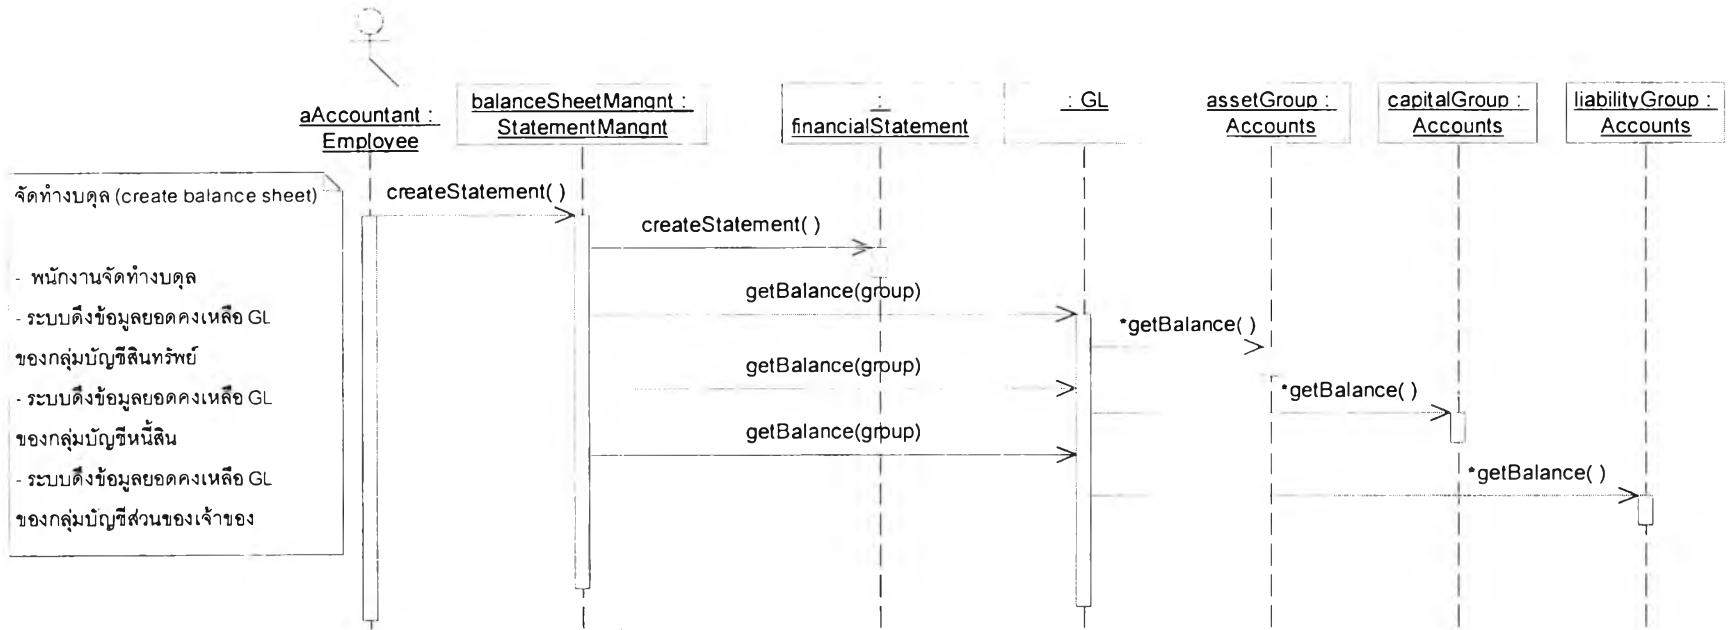 aAccountant :
Employee
balanceSheetMangnt :
StatementMangnt
:
financialStatement
: GL
assetGroup :
Accounts
capitalGroup :
Accounts
liabilityGroup :
Accounts
จัดทำงบดุล (create balance sheet)
- พนักงานจัดทำงบดุล
- ระบบดึงข้อมูลยอดคงเหลือ GL
ของกลุ่มบัญชีสินทรัพย์
- ระบบดึงข้อมูลยอดคงเหลือ GL
ของกลุ่มบัญชีหนี้สิน
- ระบบดึงข้อมูลยอดคงเหลือ GL
ของกลุ่มบัญชีส่วนของเจ้าของ
createStatement( )
createStatement( )
getBalance(group)
*getBalance( )
getBalance(group)
*getBalance( )
getBalance(group)
*getBalance( )